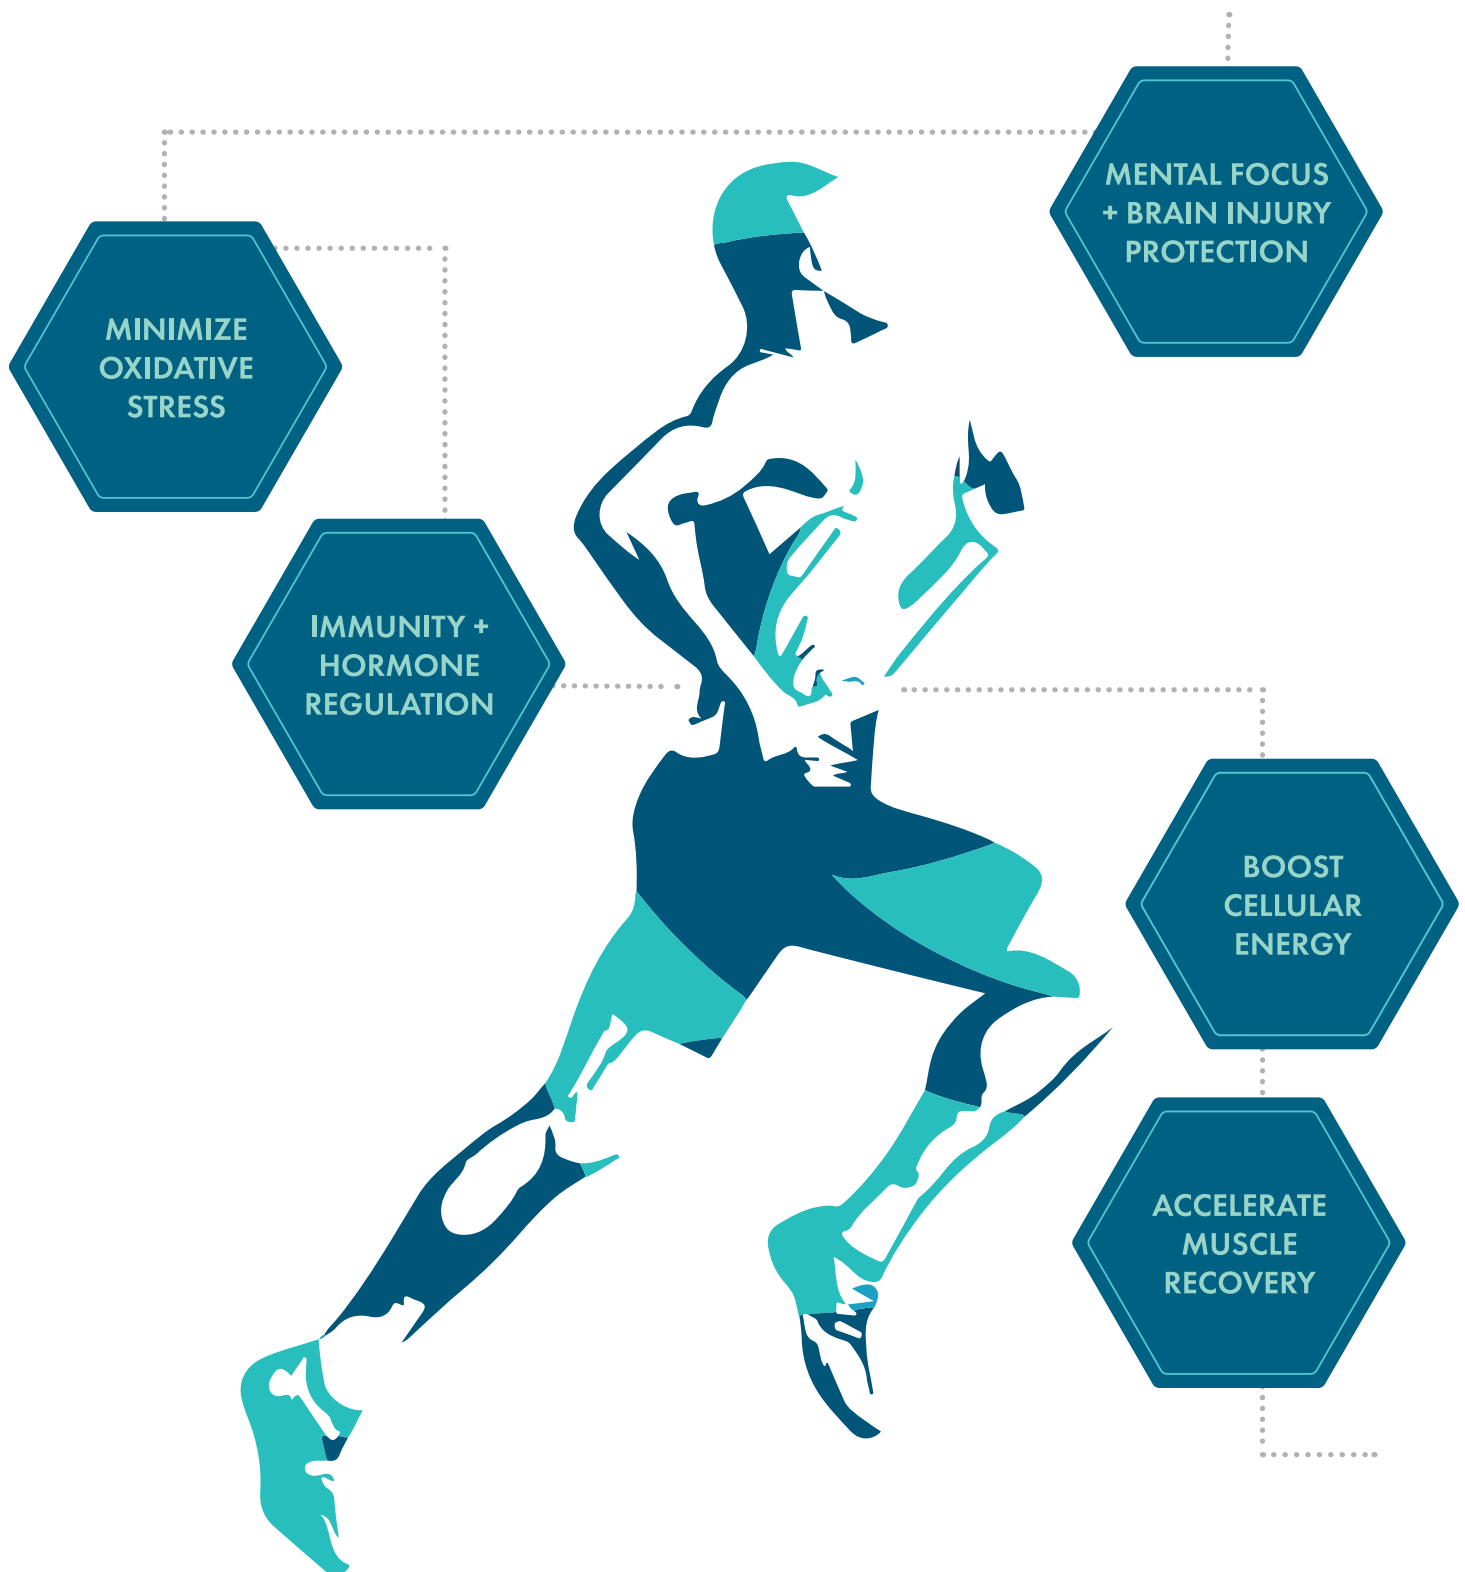 MENTAL FOCUS
+ BRAIN INJURY
PROTECTION
MINIMIZE
OXIDATIVE
STRESS
IMMUNITY +
HORMONE
REGULATION
BOOST
CELLULAR
ENERGY
ACCELERATE
MUSCLE
RECOVERY